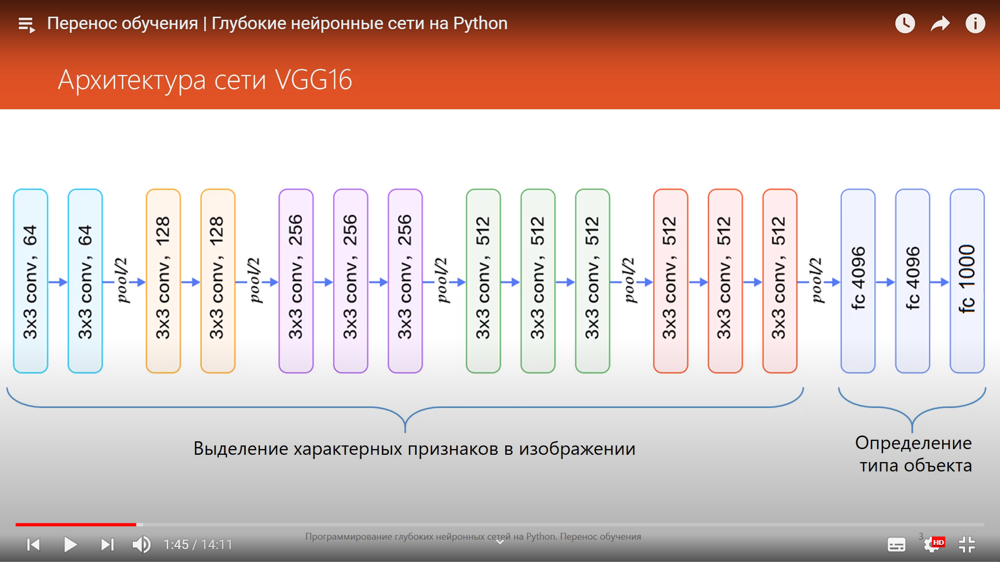 Перенос обучения | Глубокие нейронные сети на Python
Архитектура сети VGG16
3x3 conv, 64
3x3 conv, 64
pool/2
3x3 conv, 128
3x3 conv, 128
pool/2
3x3 conv, 256
3x3 conv, 256
3x3 conv, 256
pool/2
3x3 conv, 512
3x3 conv, 512
3x3 conv, 512
pool/2
3x3 conv, 512
3x3 conv, 512
3x3 conv, 512
pool/2
fc 4096
fc 4096
fc 1000
Выделение характерных признаков в изображении
Определение
типа объекта
Программирование глубоких нейронных сетей на Python. Перенос обучения
3
1:45 / 14:11
HD